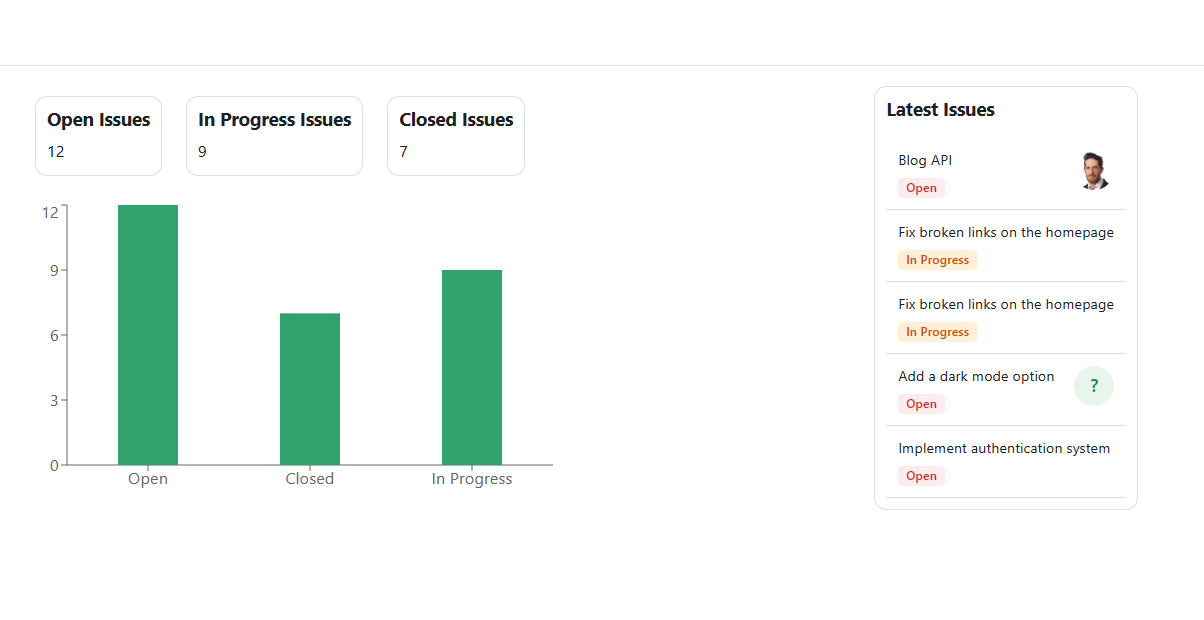 Open Issues
12
In Progress Issues
9
Closed Issues
7
12
9
6
3
0
Open
Closed
In Progress
Latest Issues
Blog API
Open
Fix broken links on the homepage
In Progress
Fix broken links on the homepage
In Progress
Add a dark mode option
Open
?
Implement authentication system
Open